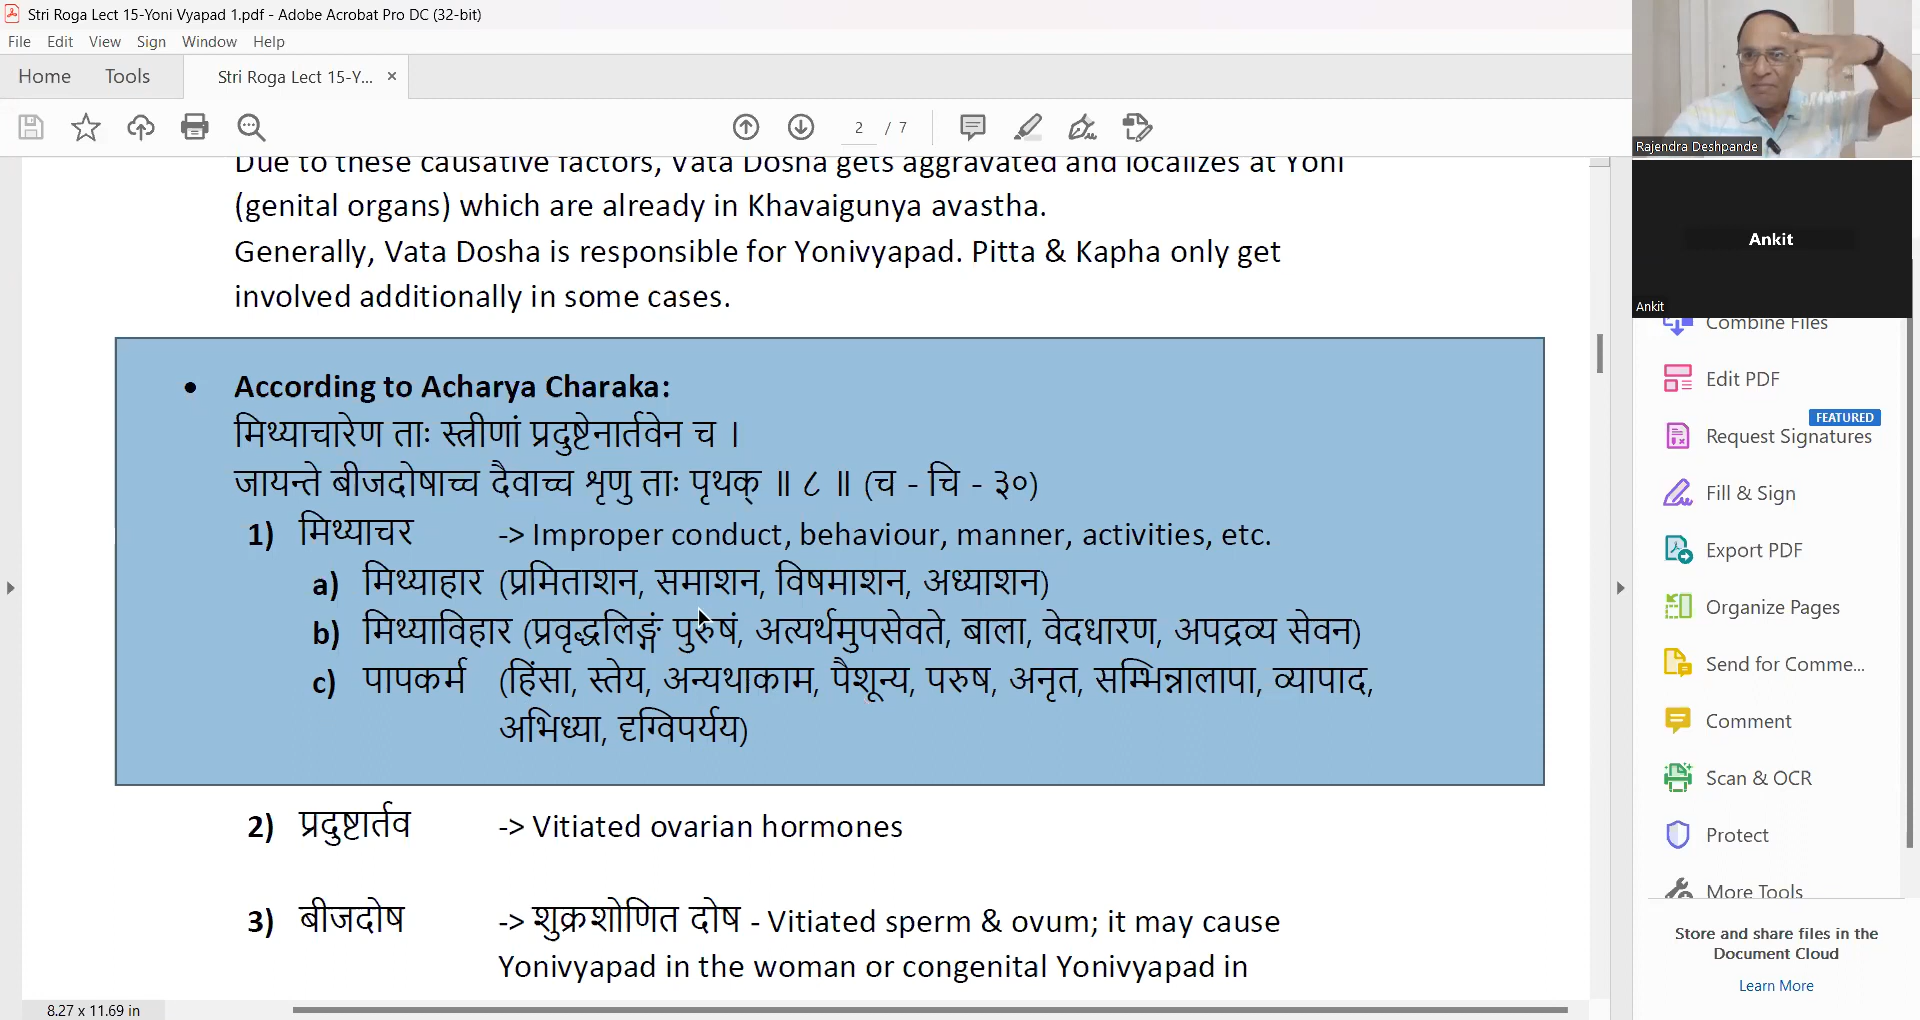 Stri Roga Lect 15-Yoni Vyapad 1.pdf - Adobe Acrobat Pro DC (32-bit)
File Edit View Sign Window Help
Home Tools Stri Roga Lect 15-Y... ×
2 / 7
Due to these causative factors, Vata Dosha gets aggravated and localizes at Yoni
(genital organs) which are already in Khavaigunya avastha.
Generally, Vata Dosha is responsible for Yonivyapad. Pitta & Kapha only get
involved additionally in some cases.
• According to Acharya Charaka:
मिथ्याचारेण ताः स्त्रीणां प्रदुष्टेनार्तवेन च ।
जायन्ते बीजदोषाच्च दैवाच्च श‍ृणु ताः पृथक् ॥ ८ ॥ (च - चि - ३०)
1) मिथ्याचर -> Improper conduct, behaviour, manner, activities, etc.
a) मिथ्याहार (प्रमिताशन, समाशन, विषमाशन, अध्याशन)
b) मिथ्याविहार (प्रवृद्धलिङ्गं पुरुषं, अत्यर्थमुपसेवते, बाला, वेदधारण, अपद्रव्य सेवन)
c) पापकर्म (हिंसा, स्तेय, अन्यथाकाम, पैशून्य, परुष, अनृत, सम्भिन्नालापा, व्यापाद,
अभिध्या, दृग्विपर्यय)
2) प्रदुष्टार्तव -> Vitiated ovarian hormones
3) बीजदोष -> शुक्रशोणित दोष - Vitiated sperm & ovum; it may cause
Yonivyapad in the woman or congenital Yonivyapad in
8.27 x 11.69 in
Rajendra Deshpande
Ankit
Ankit
Combine Files
Edit PDF
FEATURED
Request Signatures
Fill & Sign
Export PDF
Organize Pages
Send for Comme...
Comment
Scan & OCR
Protect
More Tools
Store and share files in the
Document Cloud
Learn More